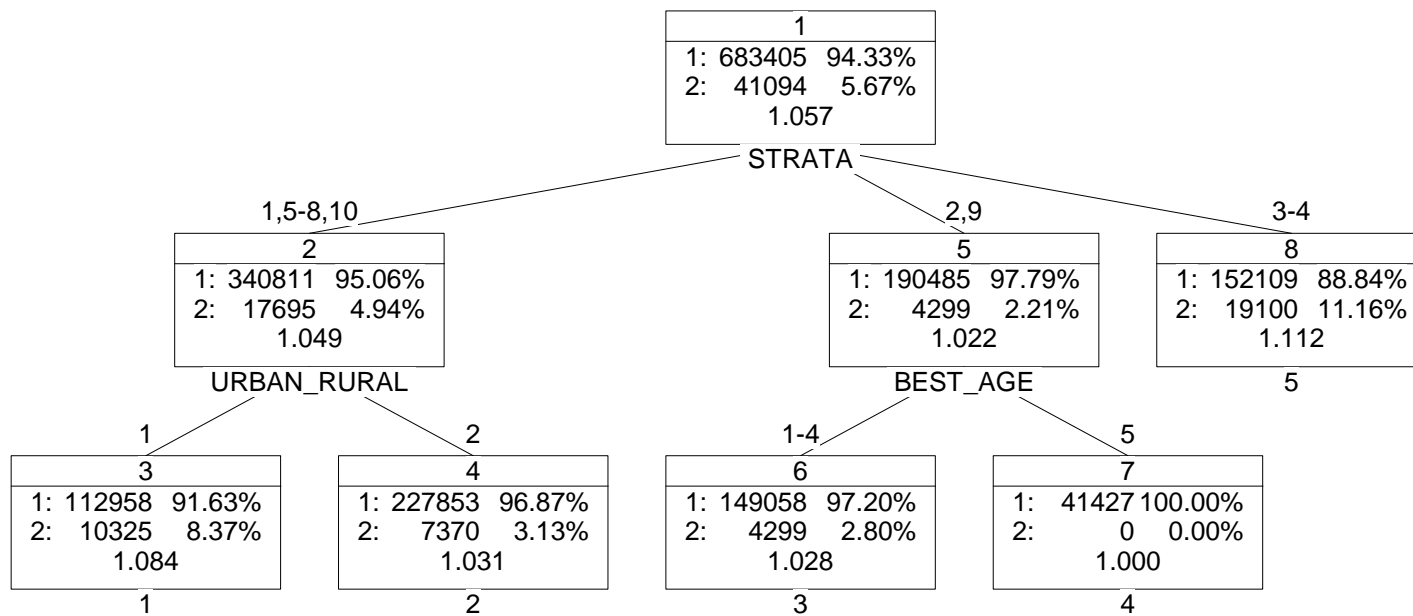 1
1: 683405 94.33%
2: 41094 5.67%
1.057
STRATA
1,5-8,10
2,9
3-4
2
1: 340811 95.06%
2: 17695 4.94%
1.049
URBAN_RURAL
5
1: 190485 97.79%
2: 4299 2.21%
1.022
BEST_AGE
8
1: 152109 88.84%
2: 19100 11.16%
1.112
5
1
2
1-4
5
3
1: 112958 91.63%
2: 10325 8.37%
1.084
1
4
1: 227853 96.87%
2: 7370 3.13%
1.031
2
6
1: 149058 97.20%
2: 4299 2.80%
1.028
3
7
1: 41427 100.00%
2: 0 0.00%
1.000
4